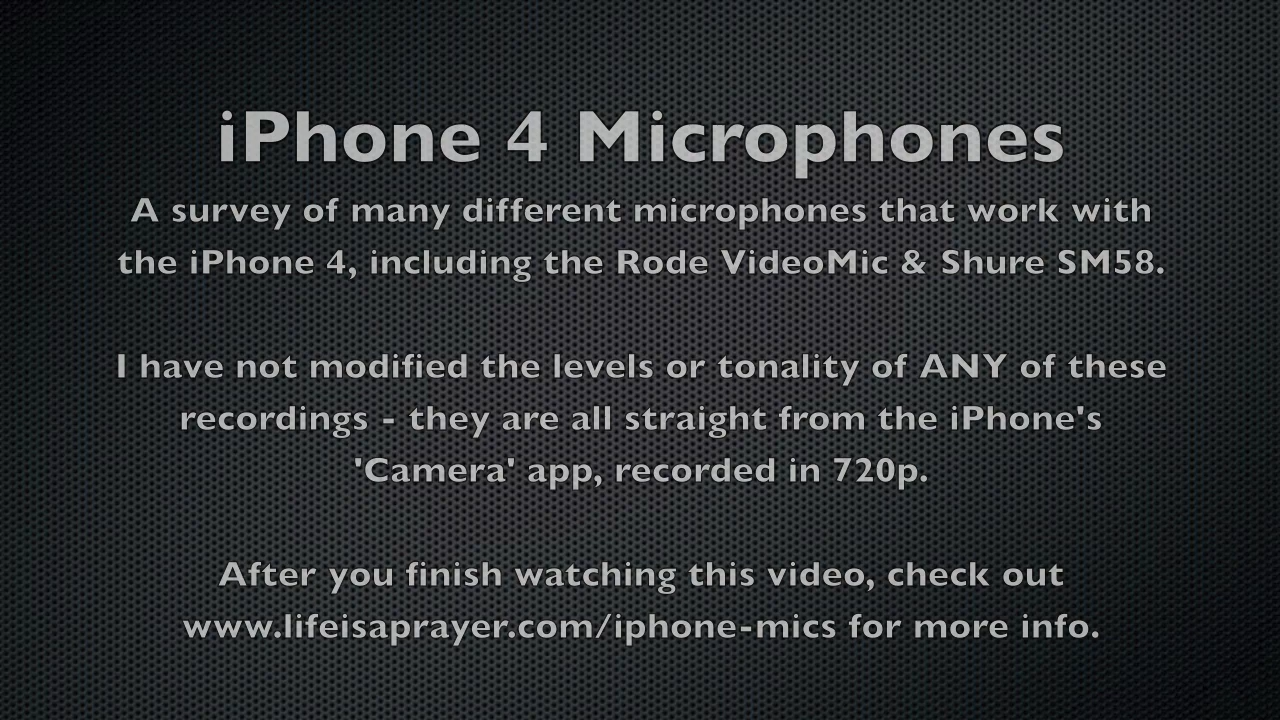 iPhone 4 Microphones
A survey of many different microphones that work with
the iPhone 4, including the Rode VideoMic & Shure SM58.
I have not modified the levels or tonality of ANY of these
recordings - they are all straight from the iPhone's
'Camera' app, recorded in 720p.
After you finish watching this video, check out
www.lifeisaprayer.com/iphone-mics for more info.